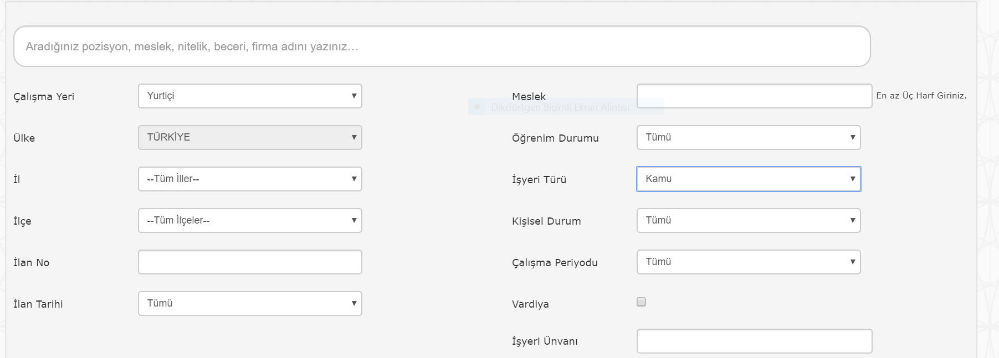 Aradığınız pozisyon, meslek, nitelik, beceri, firma adını yazınız...
Çalışma Yeri
Yurtiçi
Ülke
TÜRKİYE
İl
--Tüm İller--
İlçe
--Tüm İlçeler--
İlan No
İlan Tarihi
Tümü
Meslek
En az Üç Harf Giriniz.
Dikdörtgen Biçimli Ekran Alıntısı
Öğrenim Durumu
Tümü
İşyeri Türü
Kamu
Kişisel Durum
Tümü
Çalışma Periyodu
Tümü
Vardiya
İşyeri Ünvanı